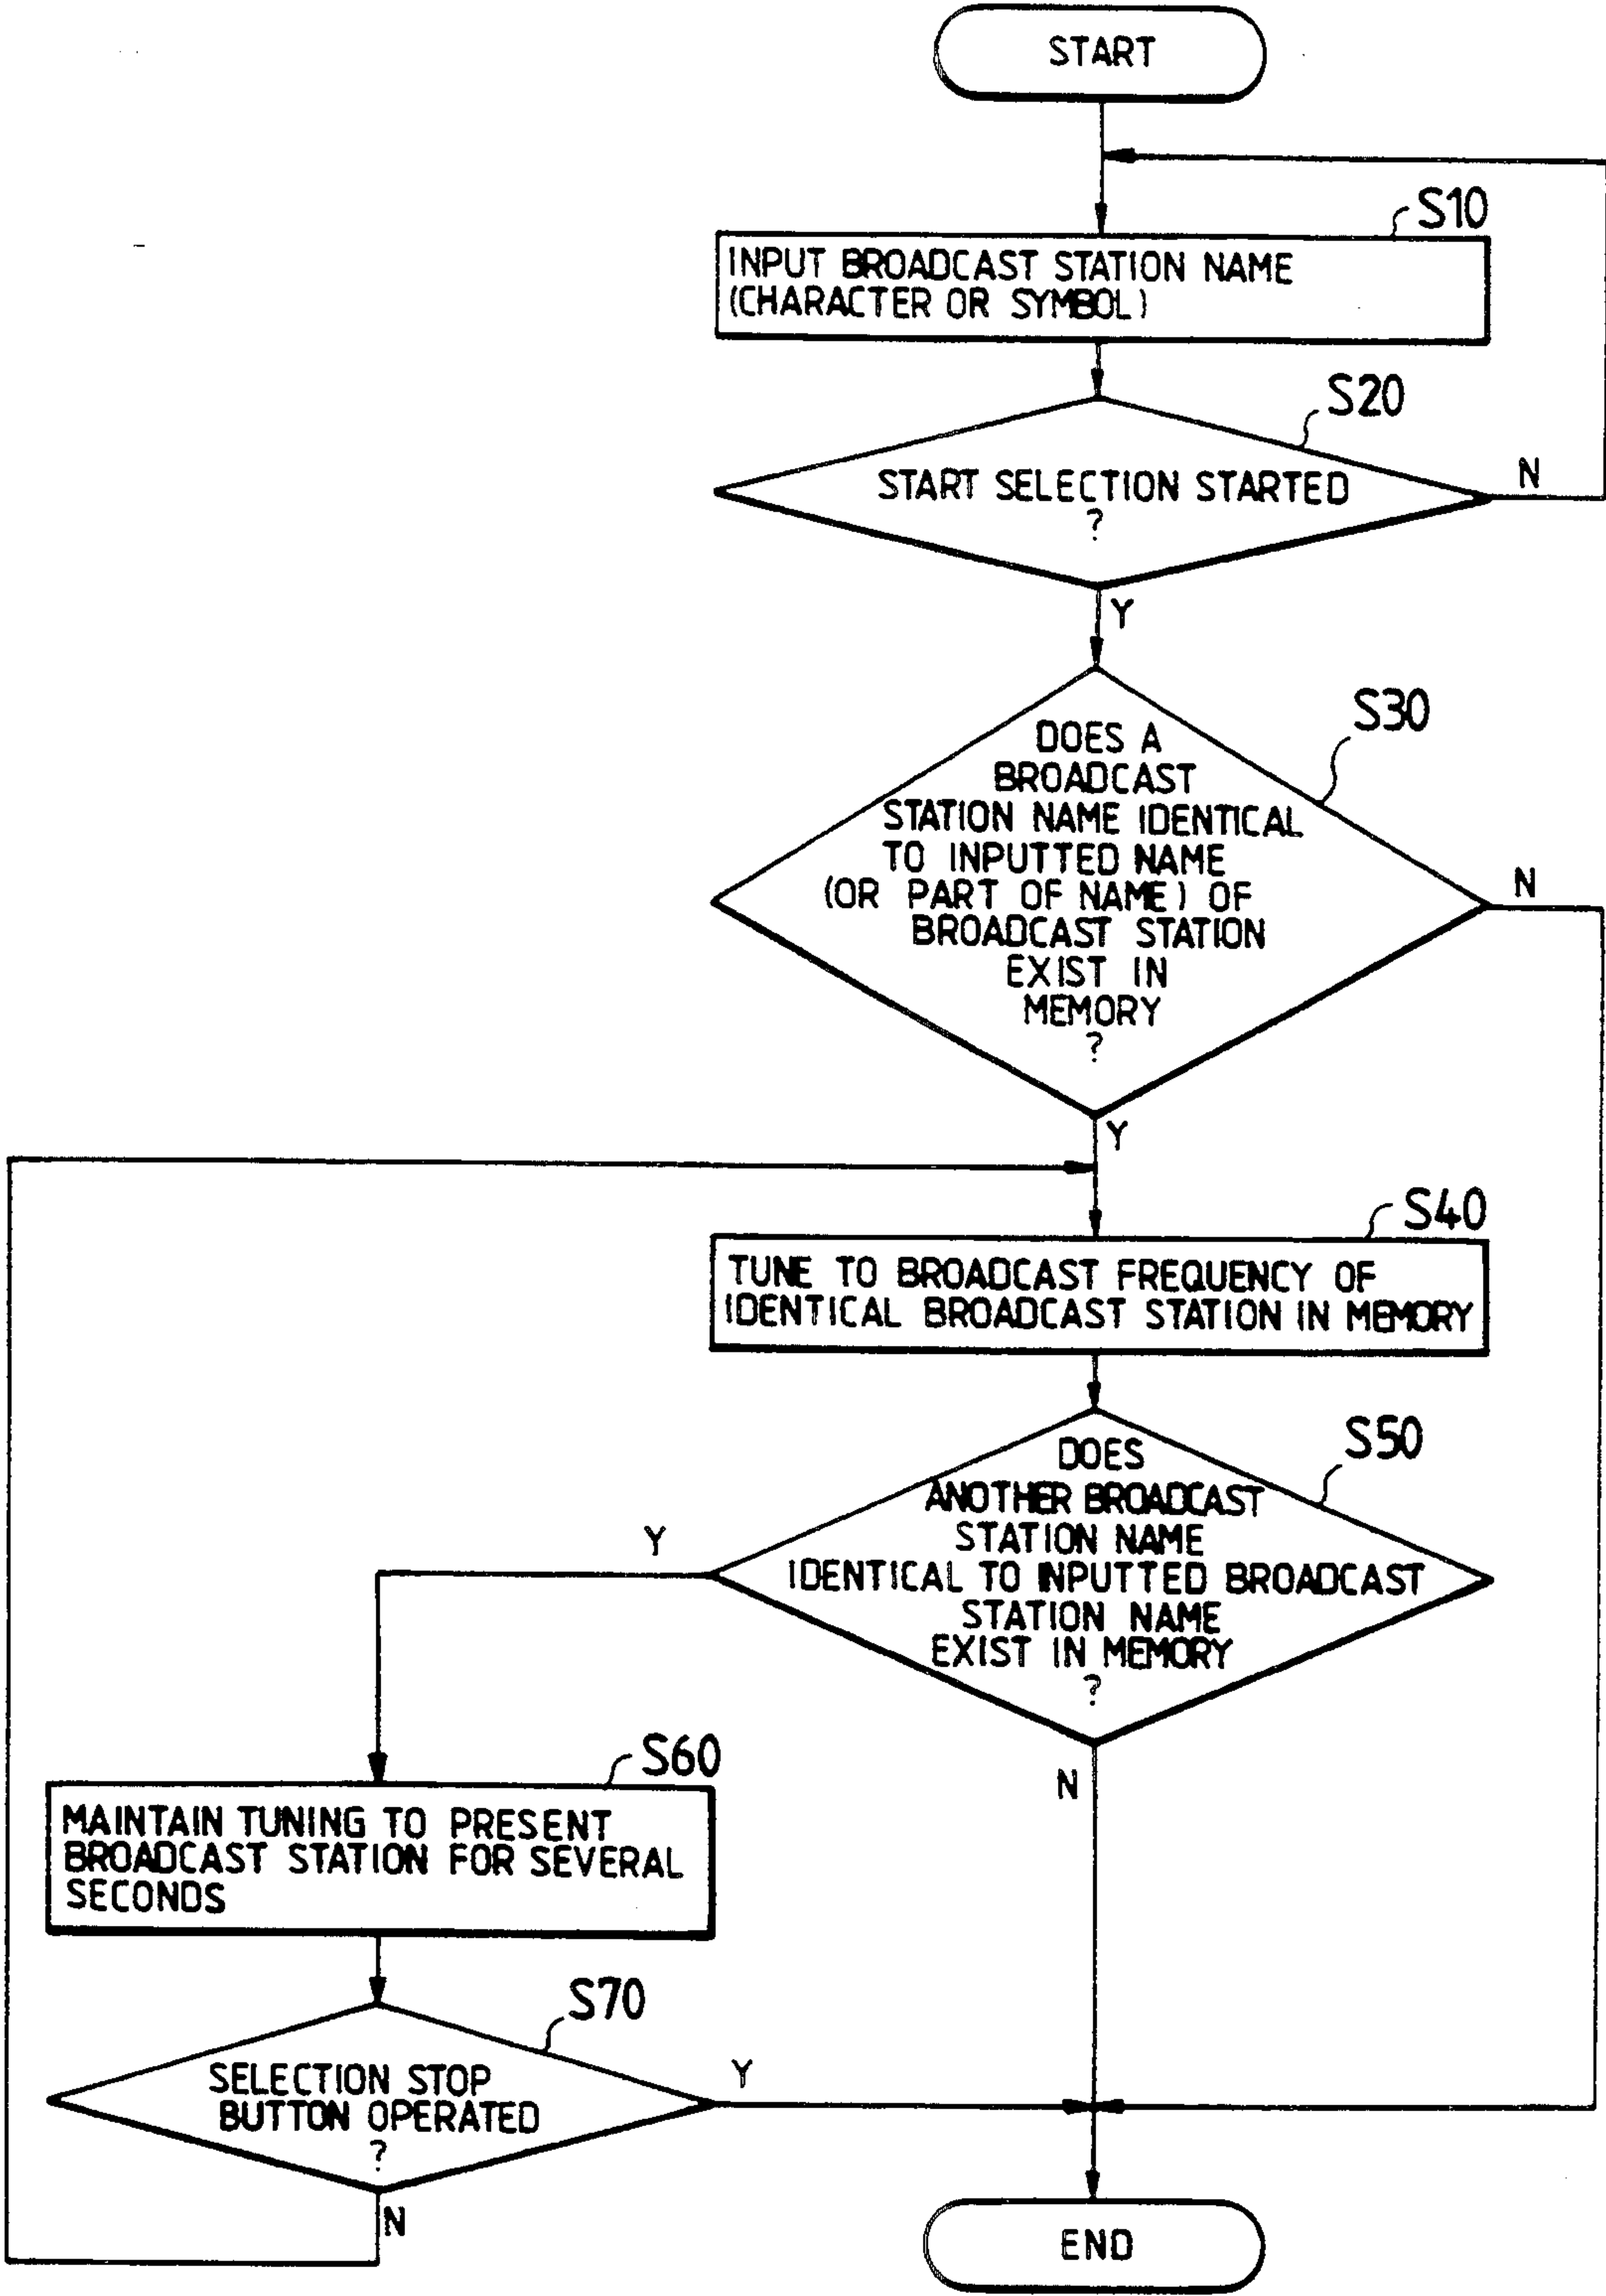 START
S10
INPUT BROADCAST STATION NAME
(CHARACTER OR SYMBOL)
S20
START SELECTION STARTED
?
N
Y
S30
DOES A
BROADCAST
STATION NAME IDENTICAL
TO INPUTTED NAME
(OR PART OF NAME) OF
BROADCAST STATION
EXIST IN
MEMORY
?
N
Y
S40
TUNE TO BROADCAST FREQUENCY OF
IDENTICAL BROADCAST STATION IN MEMORY
S50
DOES
ANOTHER BROADCAST
STATION NAME
IDENTICAL TO INPUTTED BROADCAST
STATION NAME
EXIST IN MEMORY
?
Y
N
S60
MAINTAIN TUNING TO PRESENT
BROADCAST STATION FOR SEVERAL
SECONDS
S70
SELECTION STOP
BUTTON OPERATED
?
Y
N
END